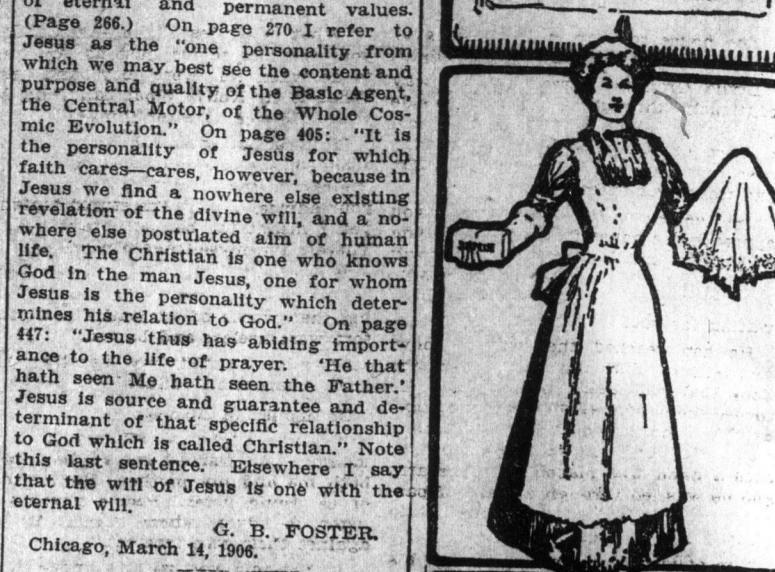 of eternal and permanent values.
(Page 266.) On page 270 I refer to
Jesus as the "one personality from
which we may best see the content and
purpose and quality of the Basic Agent,
the Central Motor, of the Whole Cos-
mic Evolution." On page 405: "It is
the personality of Jesus for which
faith cares—cares, however, because in
Jesus we find a nowhere else existing
revelation of the divine will, and a no-
where else postulated aim of human
life. The Christian is one who knows
God in the man Jesus, one for whom
Jesus is the personality which deter-
mines his relation to God." On page
447: "Jesus thus has abiding import-
ance to the life of prayer. 'He that
hath seen Me hath seen the Father.'
Jesus is source and guarantee and de-
terminant of that specific relationship
to God which is called Christian." Note
this last sentence. Elsewhere I say
that the will of Jesus is one with the
eternal will.
G. B. FOSTER.
Chicago, March 14, 1906.